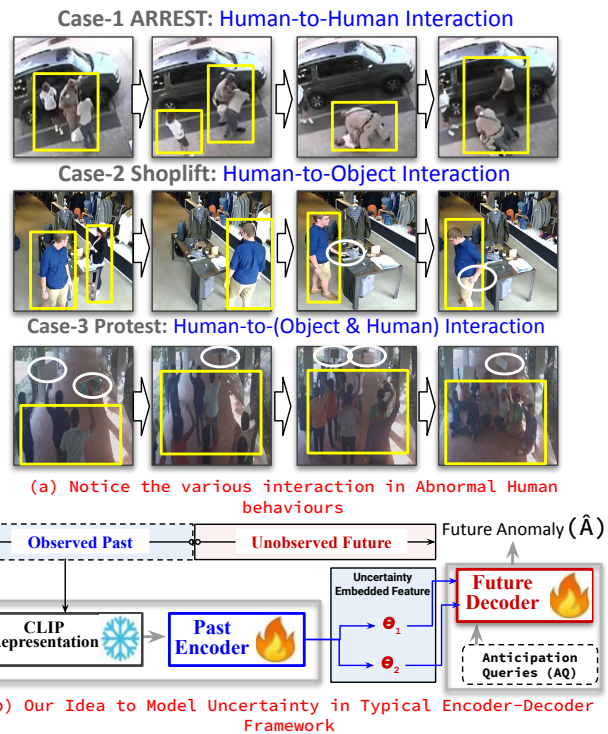 Case-1 ARREST: Human-to-Human Interaction
Case-2 Shoplift: Human-to-Object Interaction
Case-3 Protest: Human-to-(Object & Human) Interaction
(a) Notice the various interaction in Abnormal Human
behaviours
Observed Past
Unobserved Future
Future Anomaly (Â)
CLIP
Representation
Past
Encoder
Uncertainty
Embedded Feature
ϴ1
ϴ2
Future
Decoder
Anticipation
Queries (AQ)
) Our Idea to Model Uncertainty in Typical Encoder-Decoder
Framework